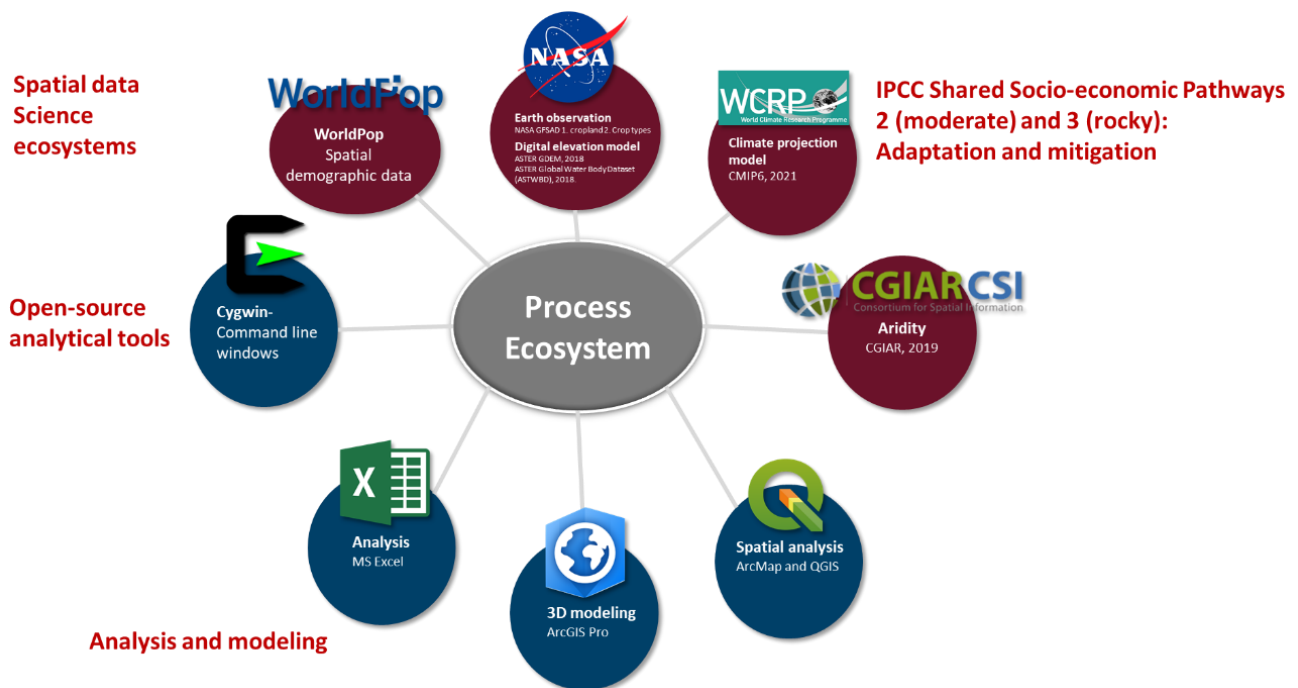 Spatial data
Science
ecosystems
WorldPop
WorldPop
Spatial
demographic data
NASA
Earth observation
NASA GFSAD 1. cropland 2. Crop types
Digital elevation model
ASTER GDEM, 2018
ASTER Global Water Body Dataset
(ASTWBD), 2018.
WCRP
World Climate Research Programme
Climate projection
model
CMIP6, 2021
IPCC Shared Socio-economic Pathways
2 (moderate) and 3 (rocky):
Adaptation and mitigation
Open-source
analytical tools
Cygwin-
Command line
windows
Process
Ecosystem
CGIARCSI
Consortium for Spatial Information
Aridity
CGIAR, 2019
X
Analysis
MS Excel
3D modeling
ArcGIS Pro
Spatial analysis
ArcMap and QGIS
Analysis and modeling